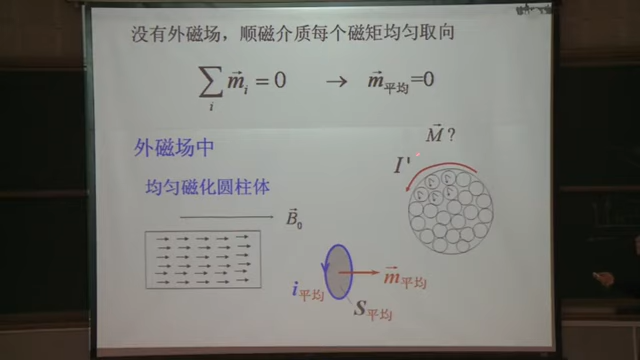 没有外磁场，顺磁介质每个磁矩均匀取向
∑ᵢ m⃗ᵢ = 0 → m⃗平均=0
外磁场中
M⃗ ?
I'
均匀磁化圆柱体
B⃗₀
i平均
m⃗平均
S平均